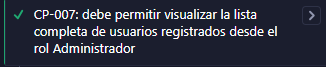 CP-007: debe permitir visualizar la lista
completa de usuarios registrados desde el
rol Administrador